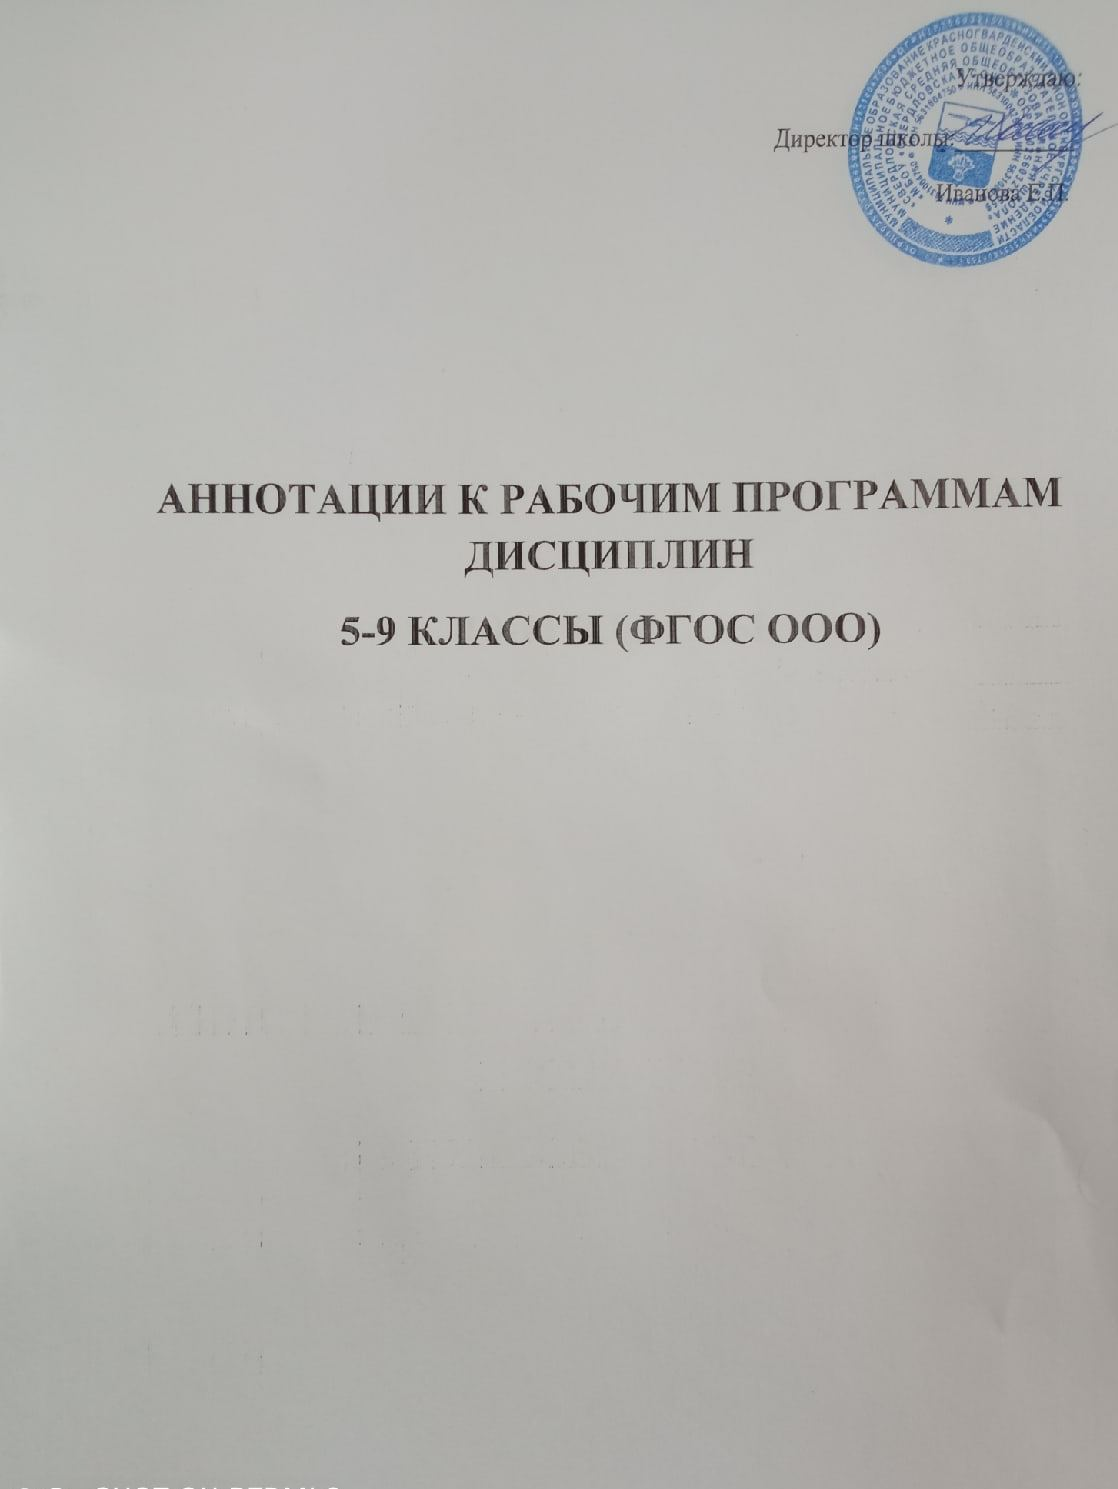 Утверждаю:
Директор школы:
Иванова Е.П.
АННОТАЦИИ К РАБОЧИМ ПРОГРАММАМ
ДИСЦИПЛИН
5-9 КЛАССЫ (ФГОС ООО)